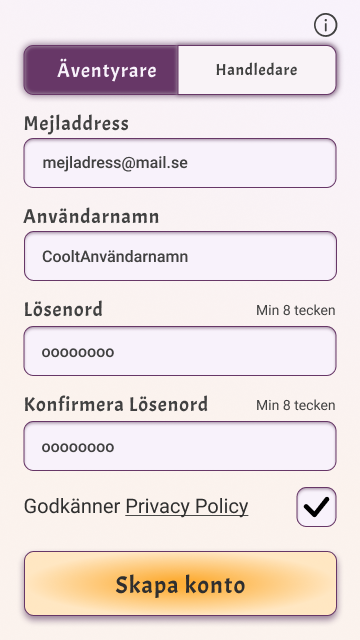 i
Äventyrare
Handledare
Mejladdress
mejladress@mail.se
Användarnamn
CooltAnvändarnamn
Lösenord Min 8 tecken
oooooooo
Konfirmera Lösenord Min 8 tecken
oooooooo
Godkänner Privacy Policy
Skapa konto